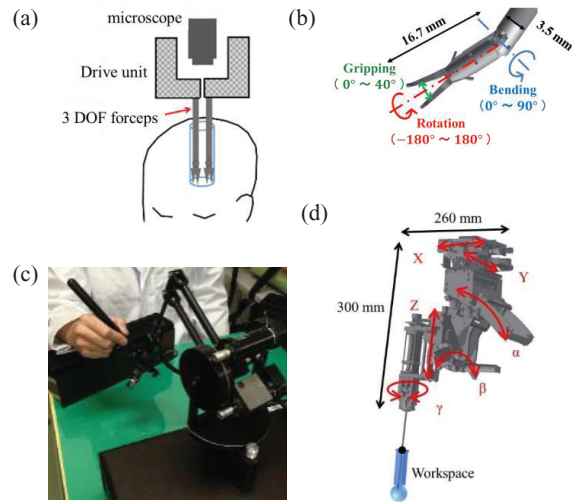 (a)
microscope
Drive unit
3 DOF forceps
(b)
16.7 mm
3.5 mm
Gripping
(0° ~ 40°)
Bending
(0° ~ 90°)
Rotation
(−180° ~ 180°)
(c)
(d)
260 mm
X
Y
300 mm
Z
α
β
γ
Workspace